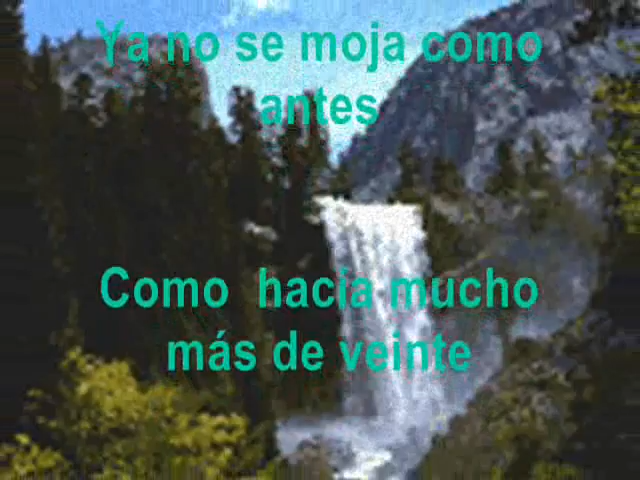 Ya no se moja como
antes
Como  hacia mucho
más de veinte